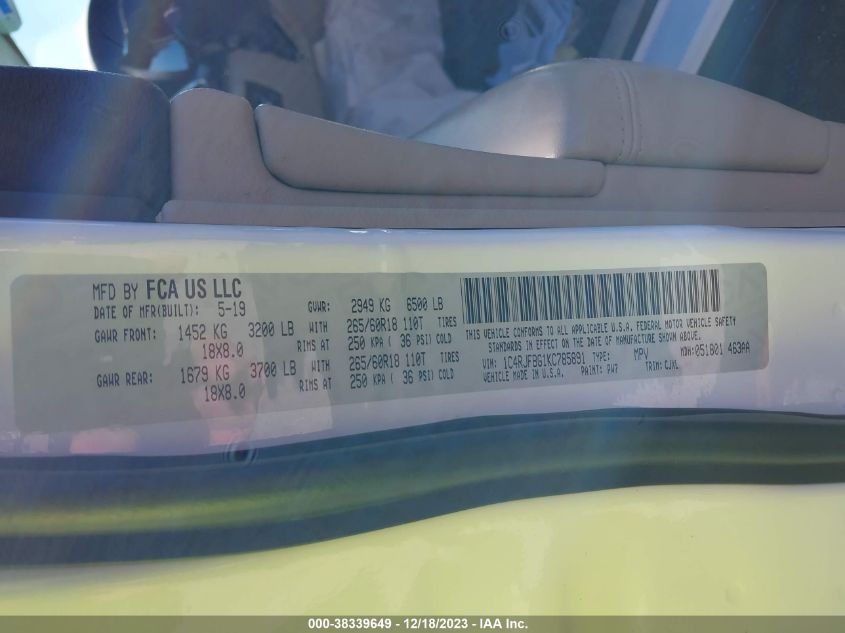 MFD BY FCA US LLC
DATE OF MFR(BUILT): 5-19 GVWR: 2949 KG 6500 LB
GAWR FRONT: 1452 KG 3200 LB WITH 265/60R18 110T TIRES
18X8.0 RIMS AT 250 KPA ( 36 PSI) COLD
GAWR REAR: 1679 KG 3700 LB WITH 265/60R18 110T TIRES
18X8.0 RIMS AT 250 KPA ( 36 PSI) COLD
THIS VEHICLE CONFORMS TO ALL APPLICABLE U.S.A. FEDERAL MOTOR VEHICLE SAFETY
STANDARDS IN EFFECT ON THE DATE OF MANUFACTURE SHOWN ABOVE.
VIN: 1C4RJFBG1KC785891 TYPE: MPV MDH: 051801 463AA
MADE IN U.S.A. PAINT: PW7 TRIM: CJXL
000-38339649 - 12/18/2023 - IAA Inc.